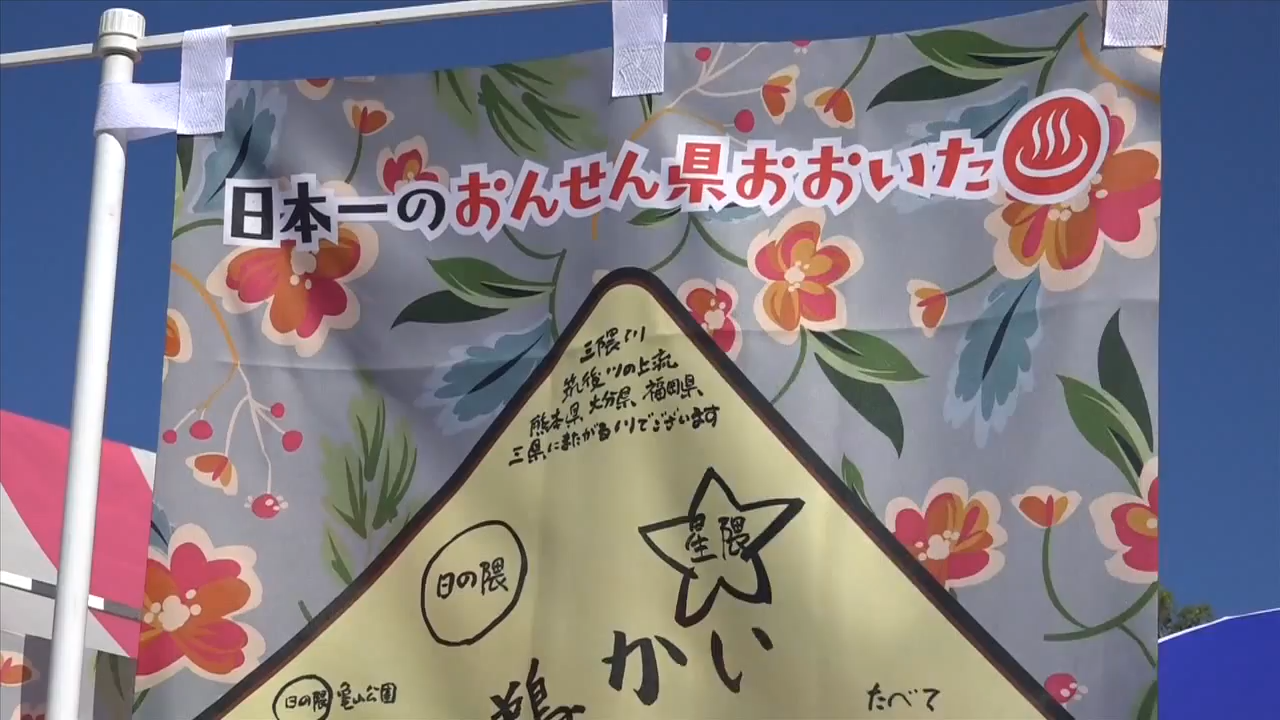 日本一のおんせん県おおいた
三隈川
筑後川の上流
熊本県 大分県 福岡県
三県にまたがる川でございます
星隈
日の隈
かい
日の隈 亀山公園
たべて